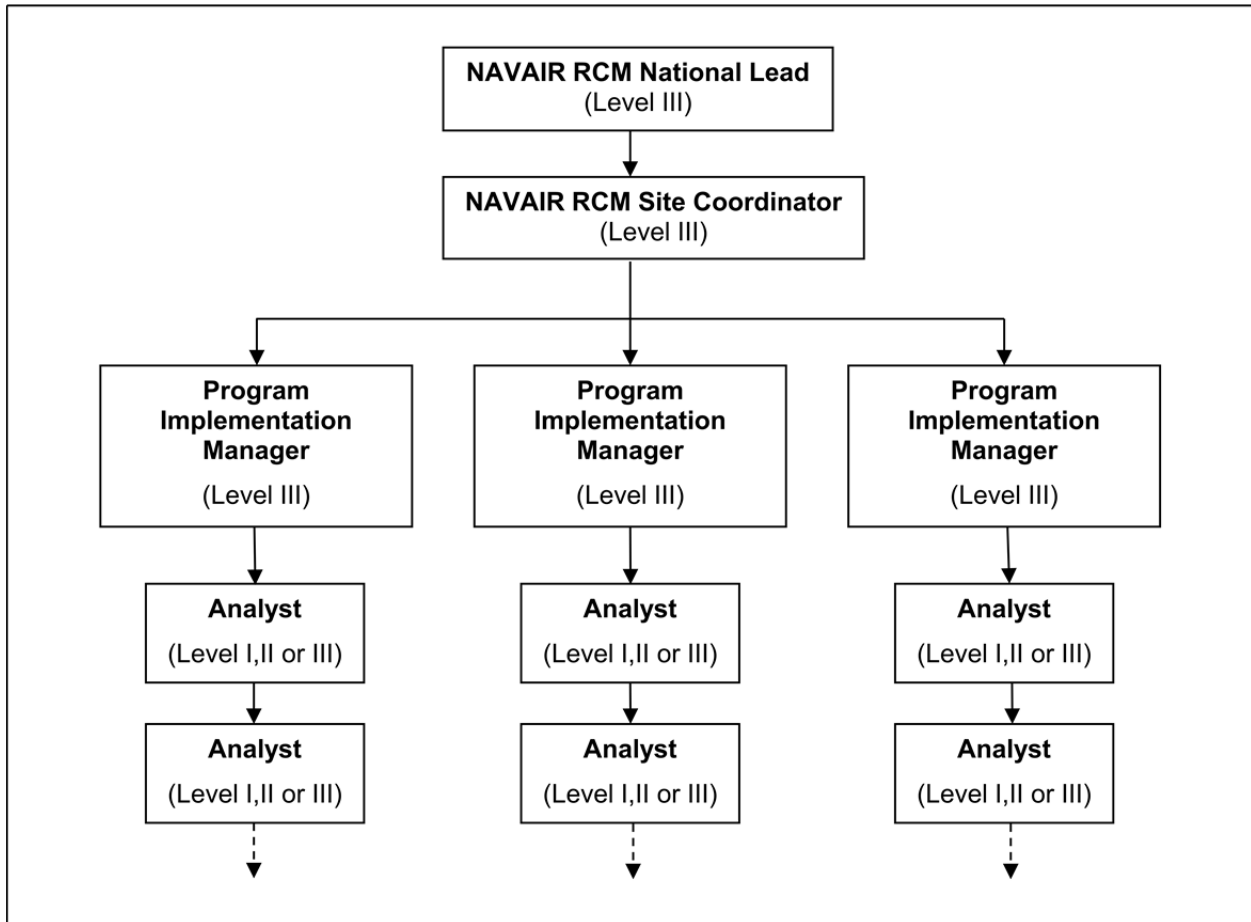 NAVAIR RCM National Lead
(Level III)
NAVAIR RCM Site Coordinator
(Level III)
Program
Implementation
Manager
(Level III)
Program
Implementation
Manager
(Level III)
Program
Implementation
Manager
(Level III)
Analyst
(Level I,II or III)
Analyst
(Level I,II or III)
Analyst
(Level I,II or III)
Analyst
(Level I,II or III)
Analyst
(Level I,II or III)
Analyst
(Level I,II or III)